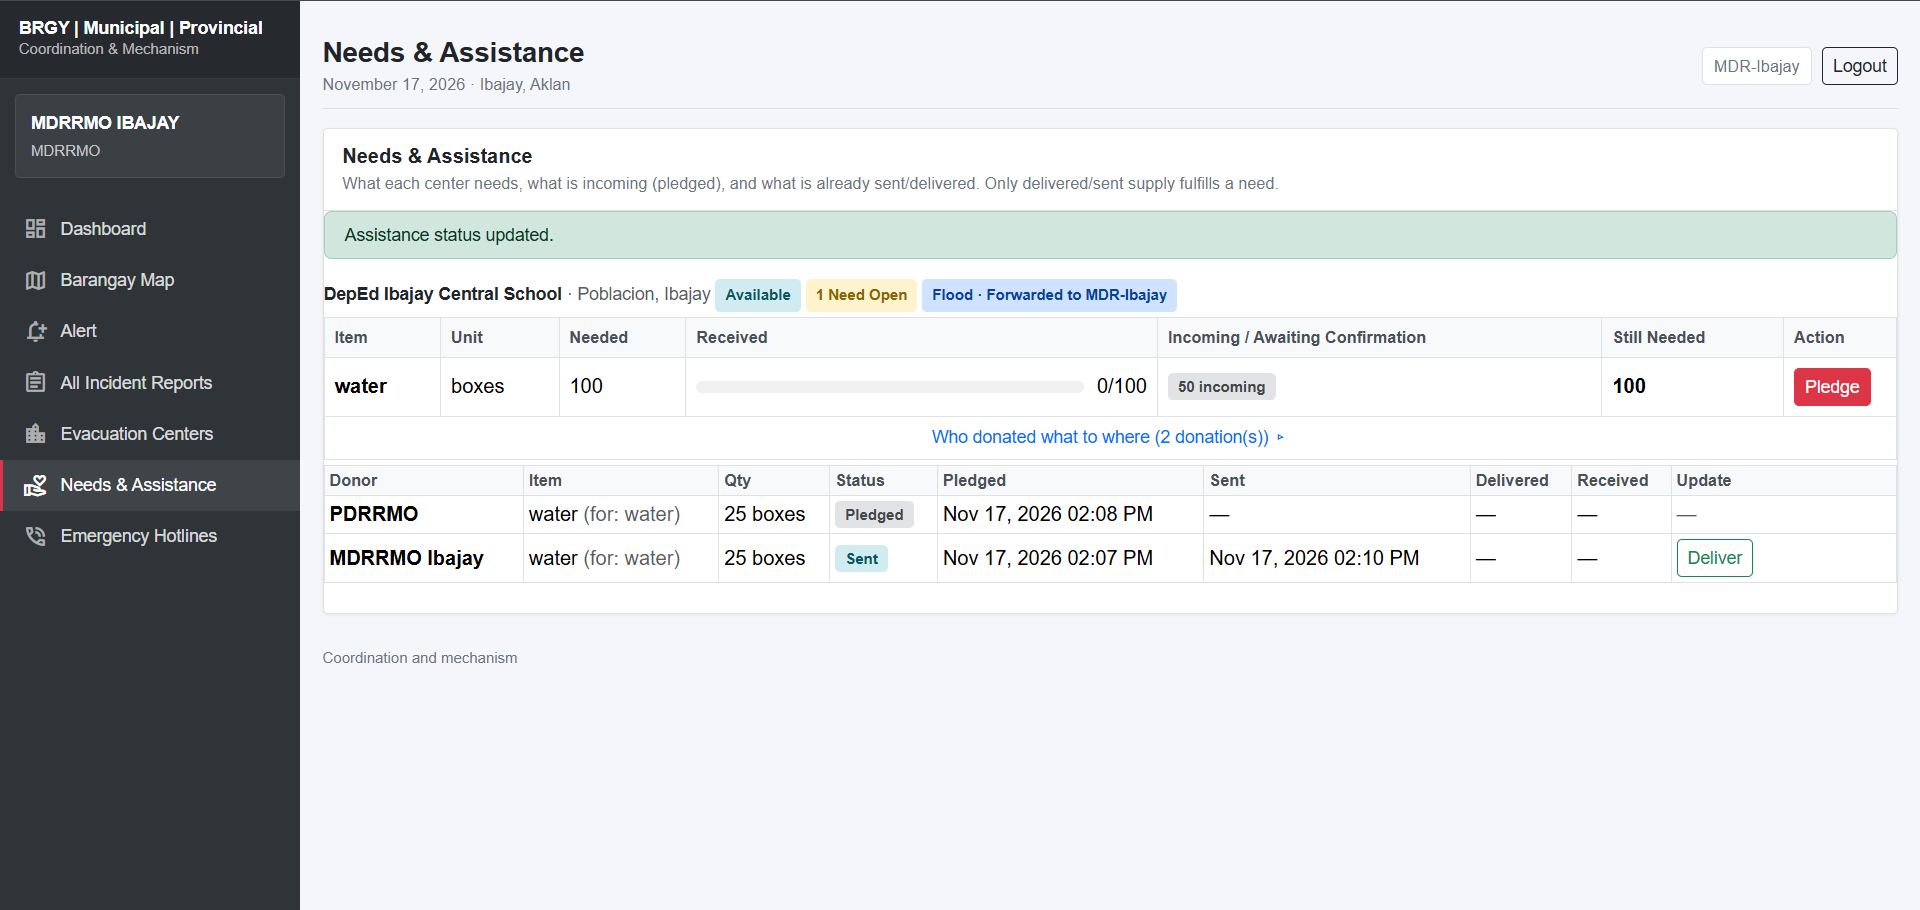 BRGY | Municipal | Provincial
Coordination & Mechanism
MDRRMO IBAJAY
MDRRMO
Dashboard
Barangay Map
Alert
All Incident Reports
Evacuation Centers
Needs & Assistance
Emergency Hotlines
Needs & Assistance
November 17, 2026 · Ibajay, Aklan
MDR-Ibajay Logout
Needs & Assistance
What each center needs, what is incoming (pledged), and what is already sent/delivered. Only delivered/sent supply fulfills a need.
Assistance status updated.
DepEd Ibajay Central School · Poblacion, Ibajay Available 1 Need Open Flood · Forwarded to MDR-Ibajay
Item Unit Needed Received Incoming / Awaiting Confirmation Still Needed Action
water boxes 100 0/100 50 incoming 100 Pledge
Who donated what to where (2 donation(s)) ▸
Donor Item Qty Status Pledged Sent Delivered Received Update
PDRRMO water (for: water) 25 boxes Pledged Nov 17, 2026 02:08 PM — — — —
MDRRMO Ibajay water (for: water) 25 boxes Sent Nov 17, 2026 02:07 PM Nov 17, 2026 02:10 PM — — Deliver
Coordination and mechanism